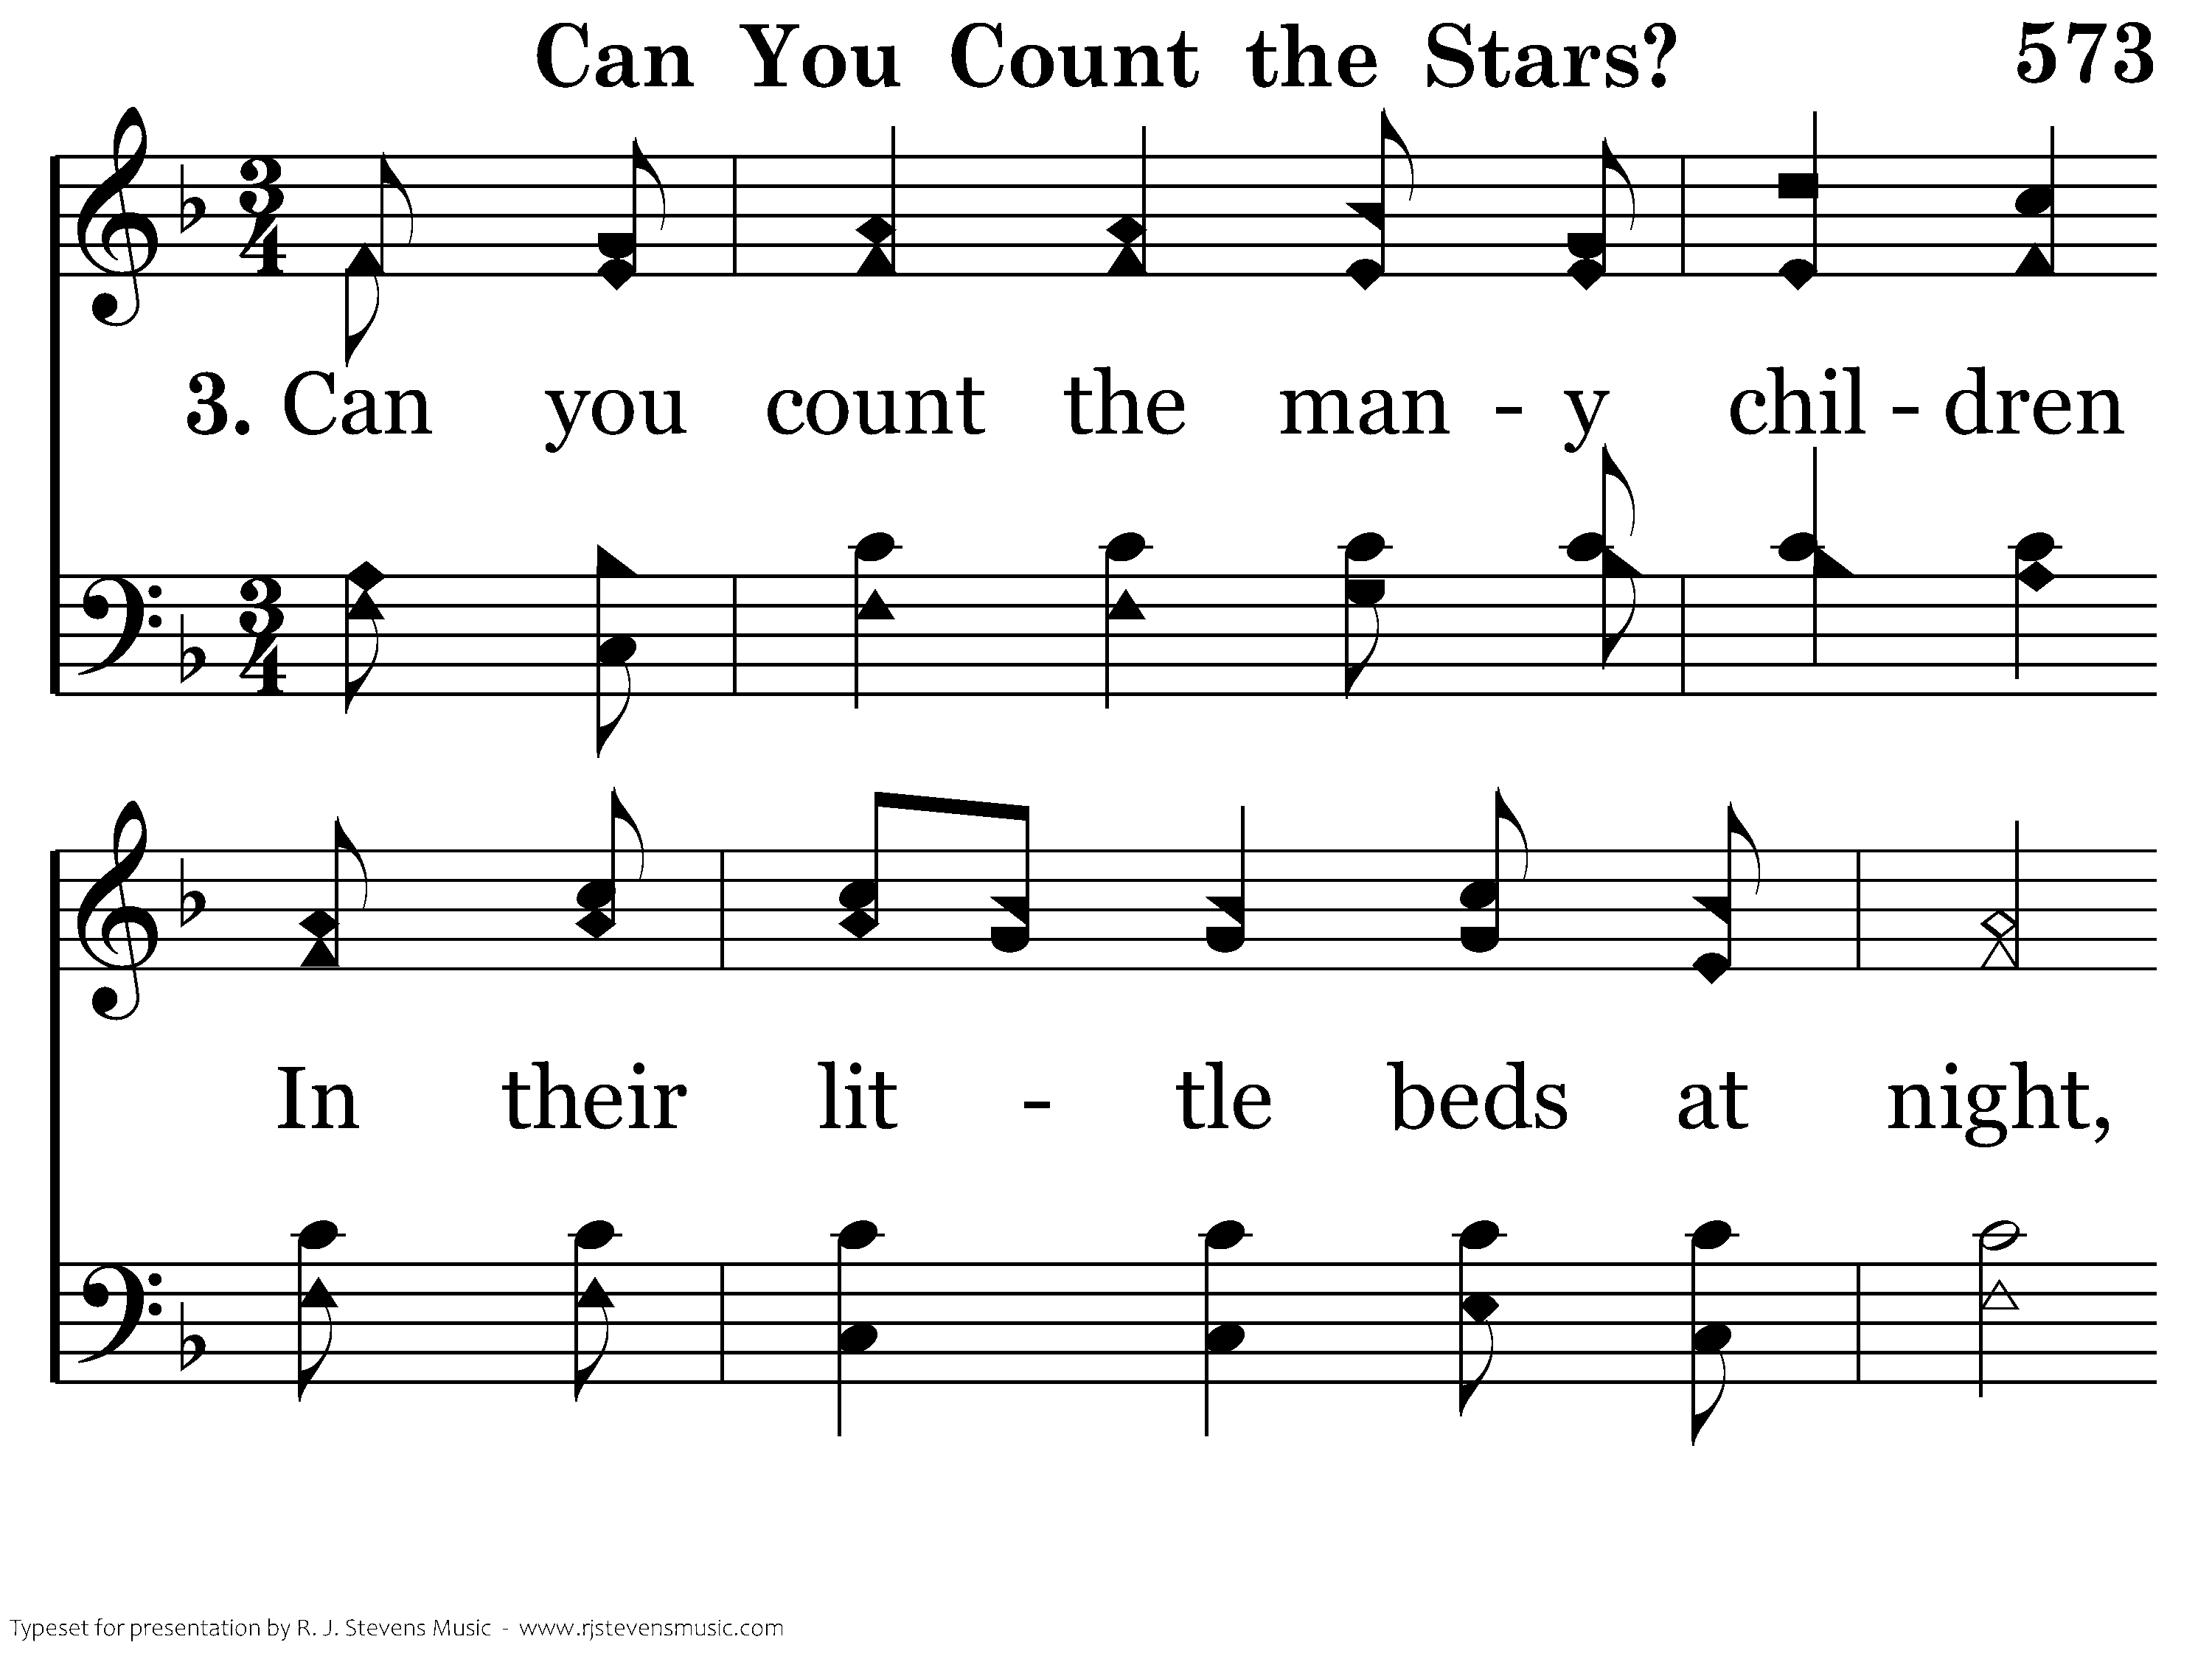 Can You Count the Stars? 573
3. Can you count the man - y chil - dren
In their lit - tle beds at night,
Typeset for presentation by R. J. Stevens Music - www.rjstevensmusic.com